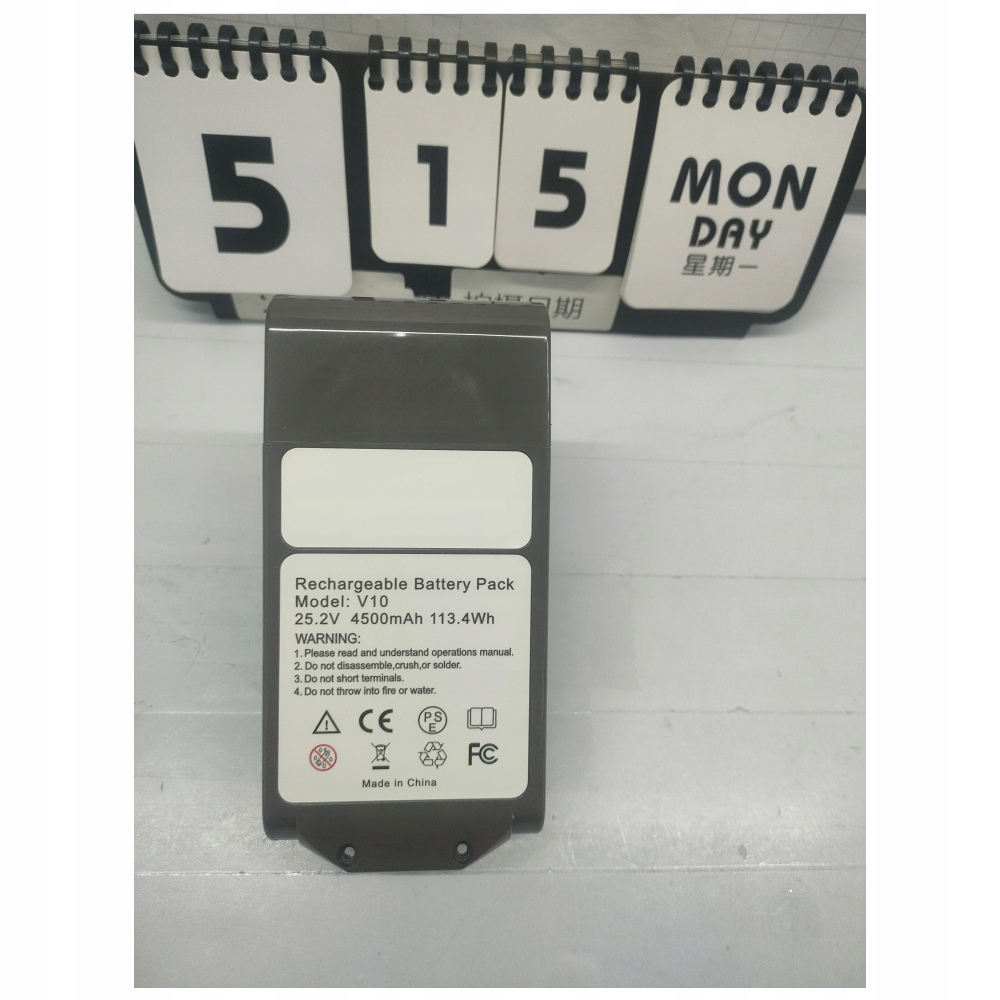 5 1 5 MON
DAY
星期一
拍摄日期
Rechargeable Battery Pack
Model: V10
25.2V 4500mAh 113.4Wh
WARNING:
1. Please read and understand operations manual.
2. Do not disassemble,crush,or solder.
3. Do not short terminals.
4. Do not throw into fire or water.
CE PS
E
FC
Made in China